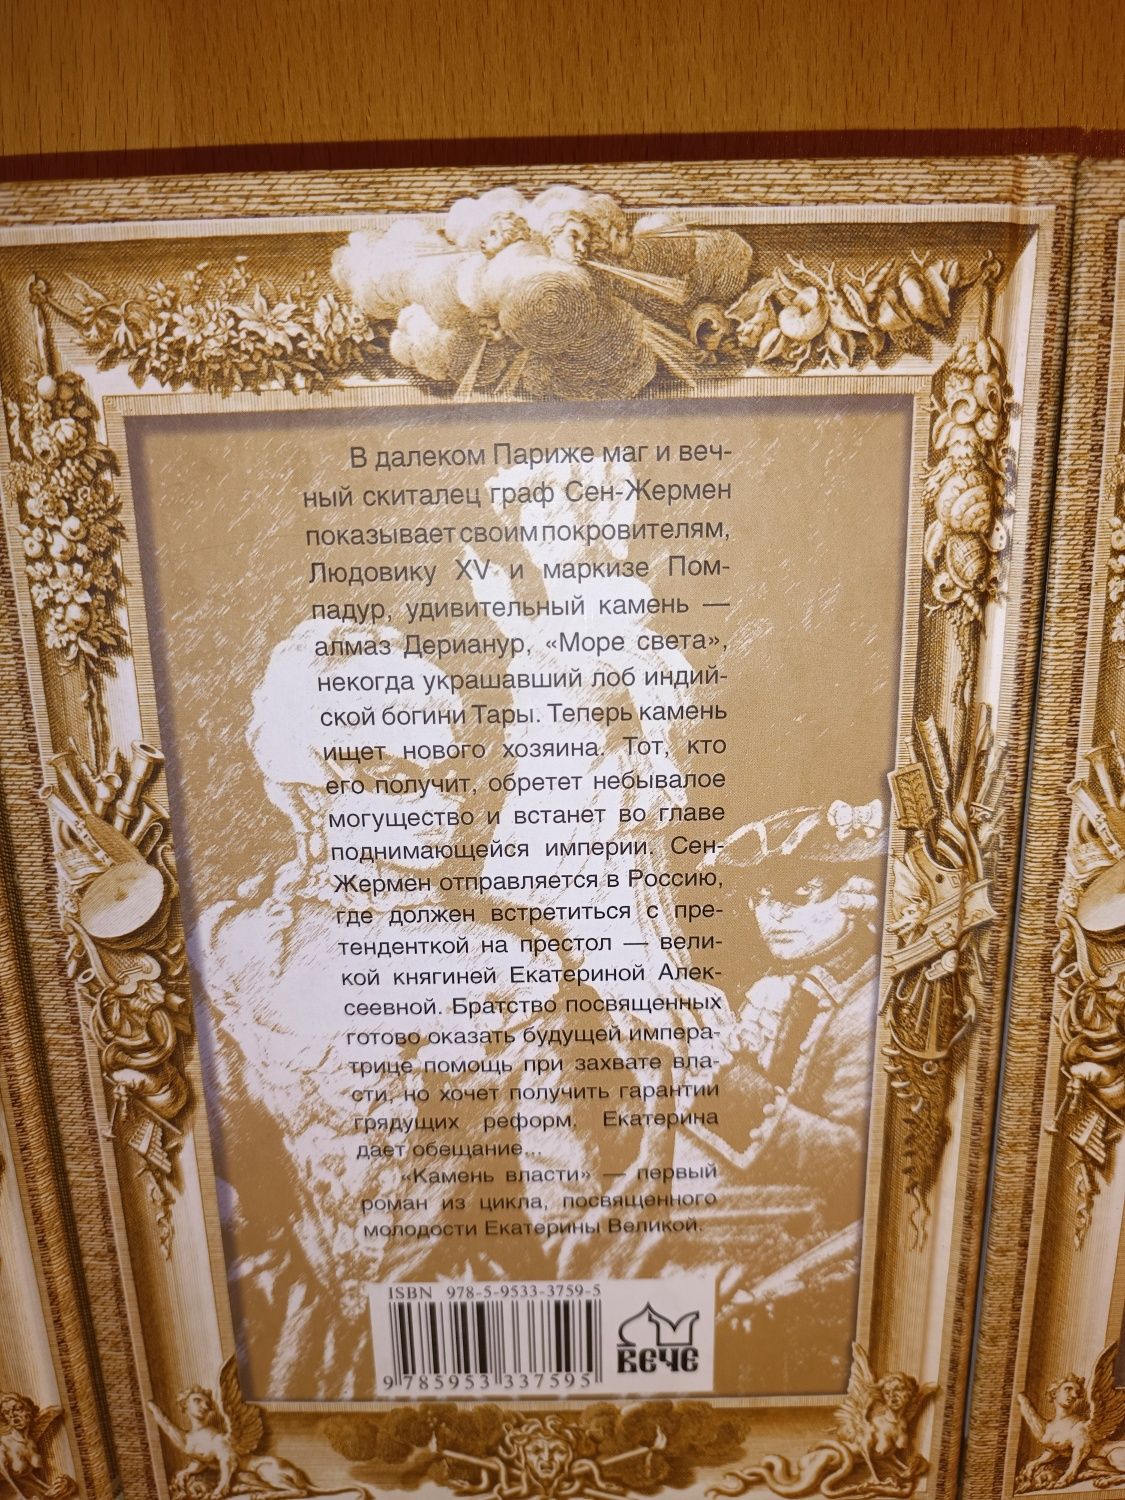 В далеком Париже маг и веч-
ный скиталец граф Сен-Жермен
показывает своим покровителям,
Людовику XV и маркизе Пом-
падур, удивительный камень —
алмаз Дерианур, «Море света»,
некогда украшавший лоб индий-
ской богини Тары. Теперь камень
ищет нового хозяина. Тот, кто
его получит, обретет небывалое
могущество и встанет во главе
поднимающейся империи. Сен-
Жермен отправляется в Россию,
где должен встретиться с пре-
тенденткой на престол — вели-
кой княгиней Екатериной Алек-
сеевной. Братство посвященных
готово оказать будущей импера-
трице помощь при захвате вла-
сти, но хочет получить гарантии
грядущих реформ. Екатерина
дает обещание...
«Камень власти» — первый
роман из цикла, посвященного
молодости Екатерины Великой.
ISBN 978-5-9533-3759-5
9 785953 337595
ВЕЧЕ